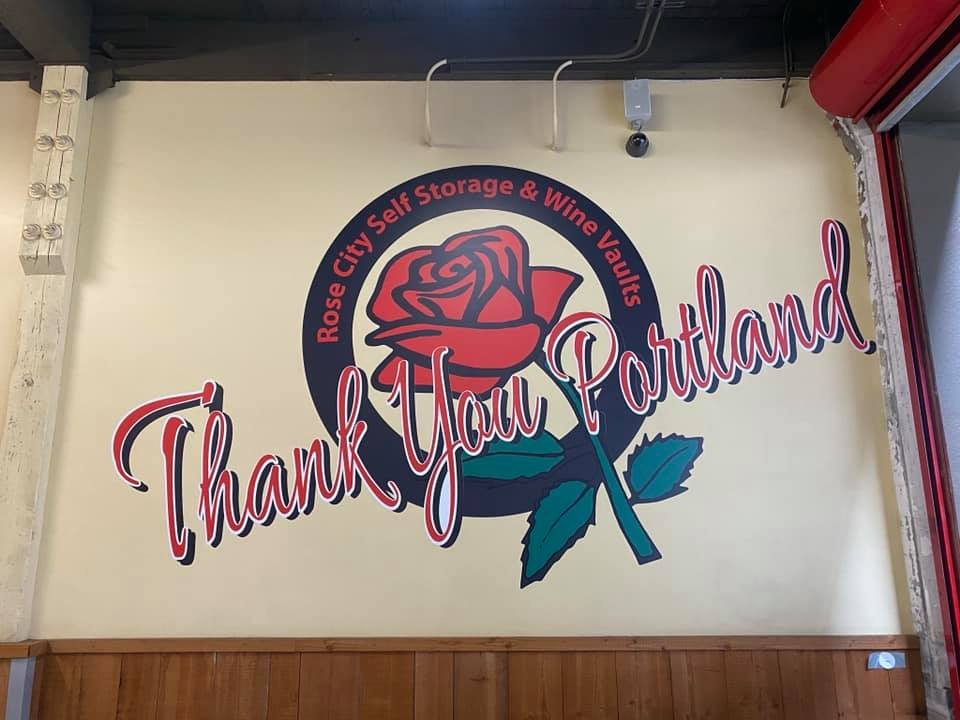 Rose City Self Storage & Wine Vaults
Thank You Portland